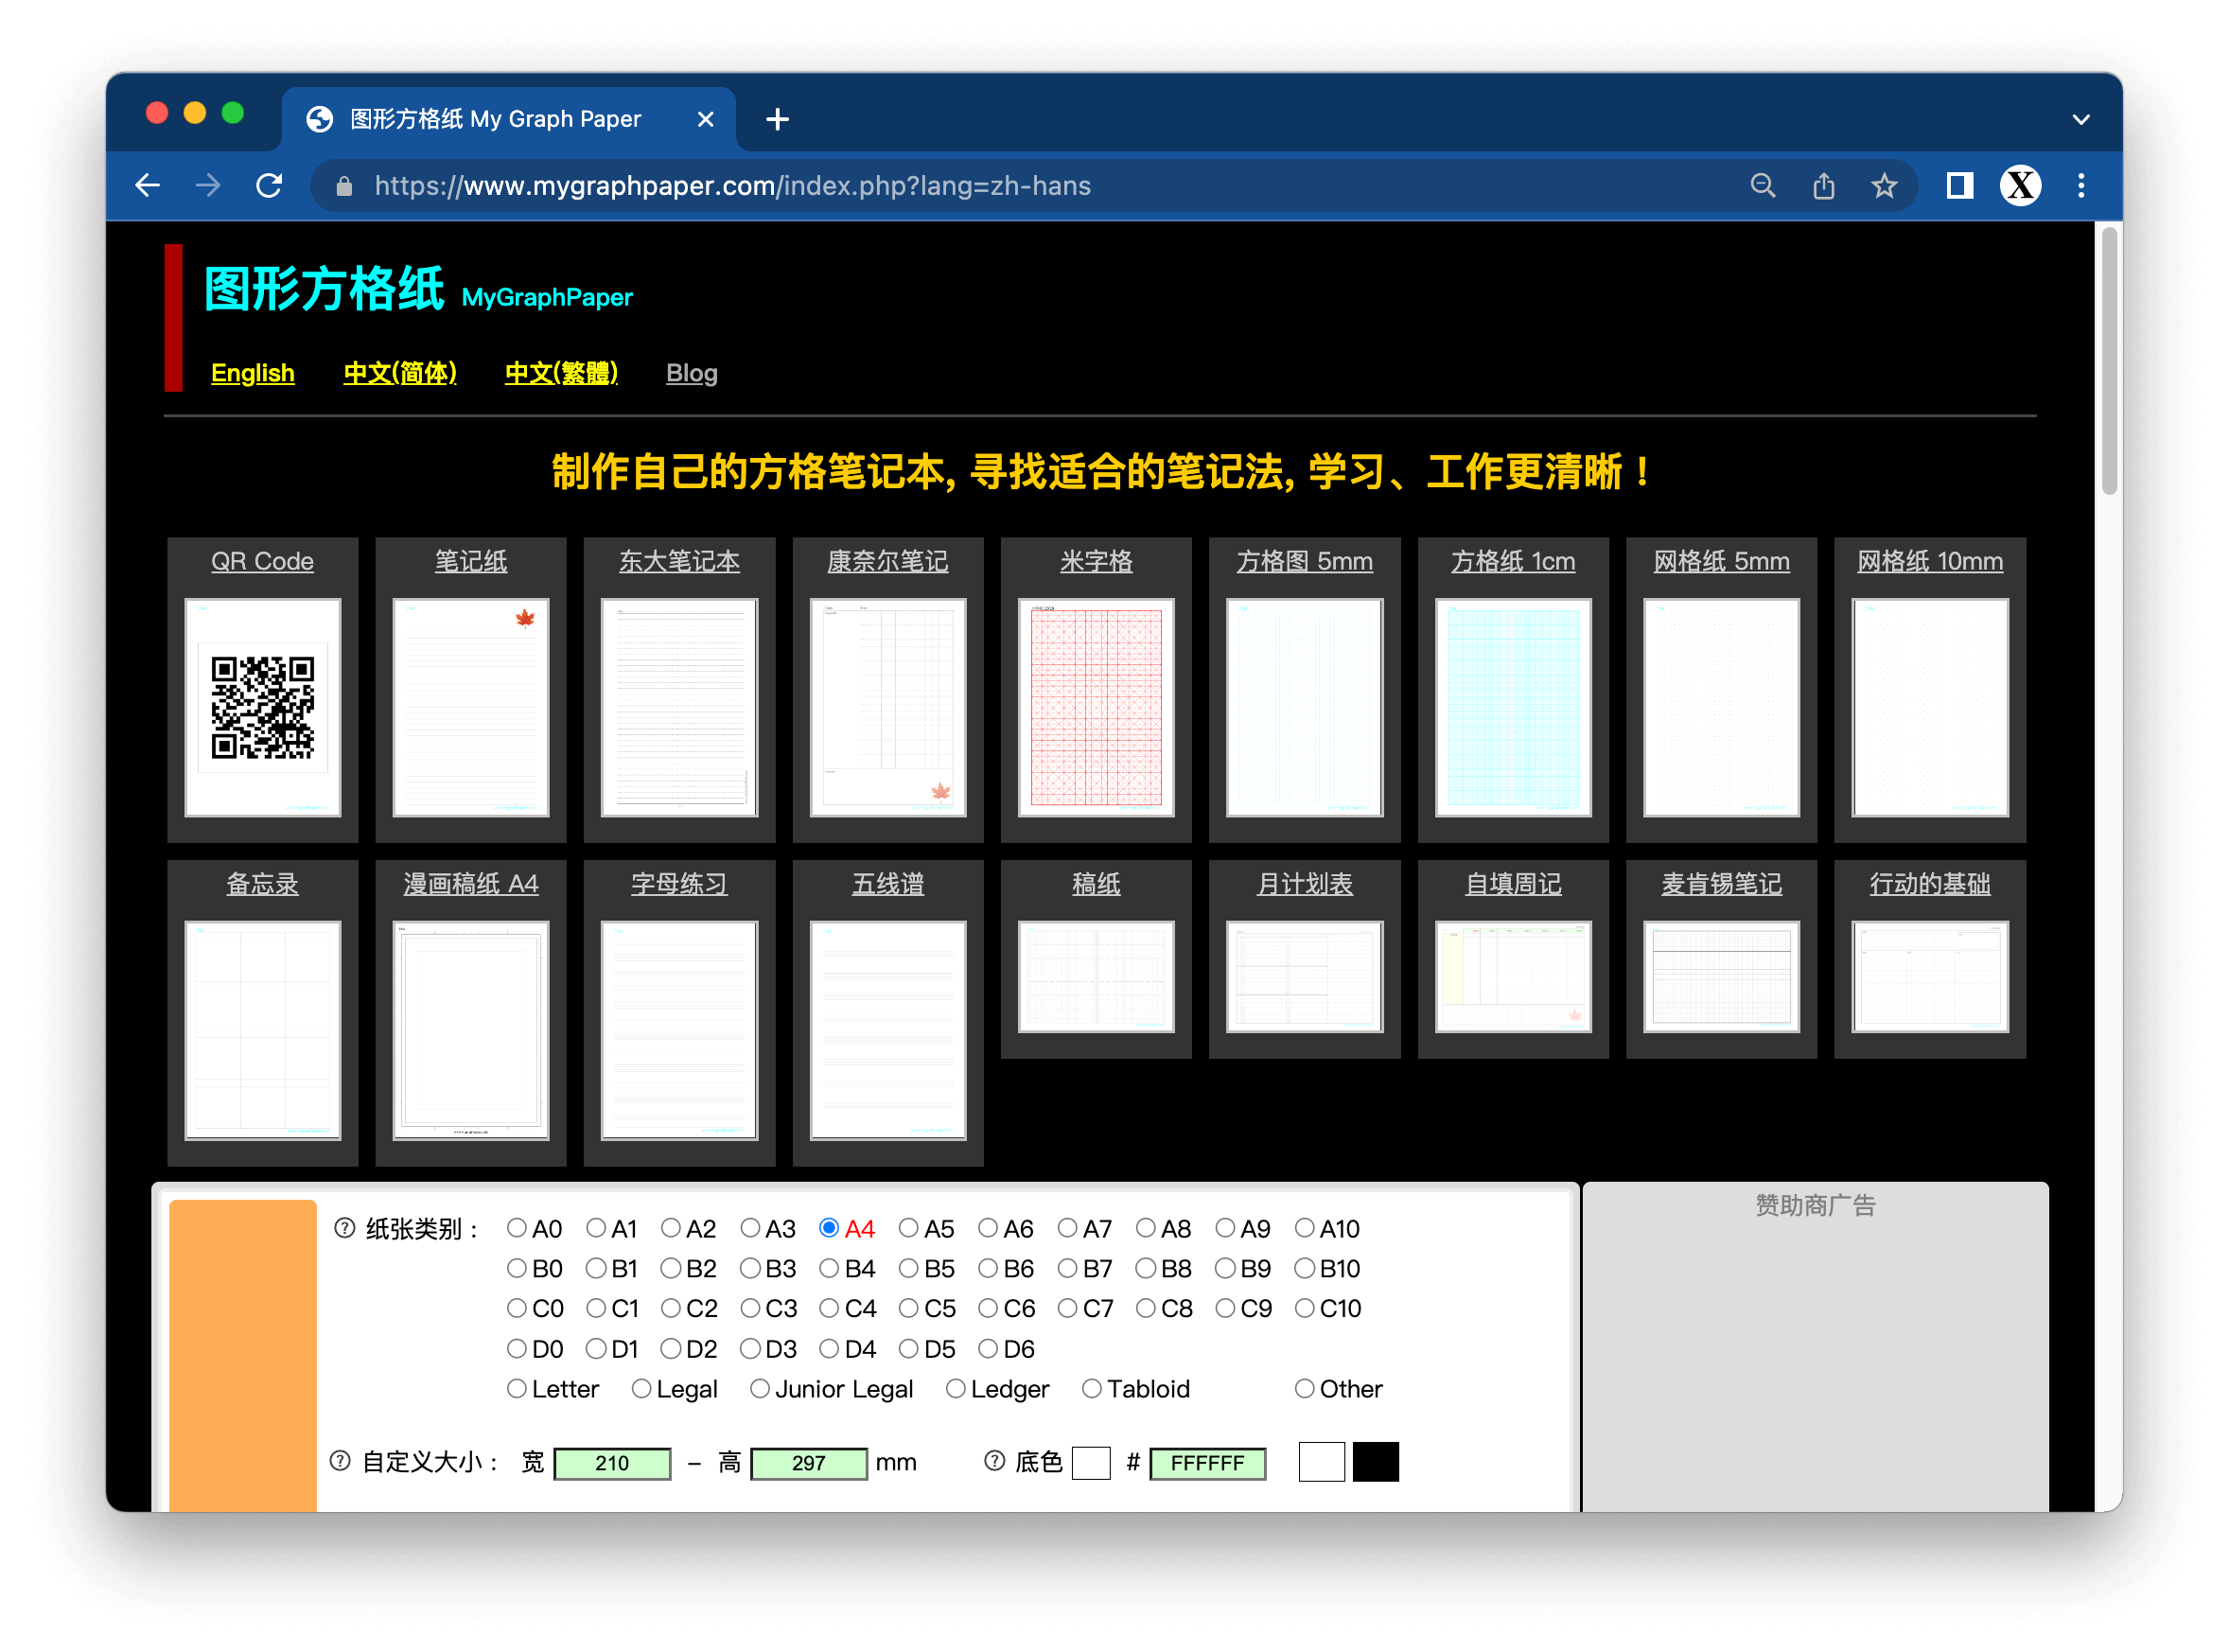 图形方格纸 My Graph Paper
https://www.mygraphpaper.com/index.php?lang=zh-hans
X
图形方格纸 MyGraphPaper
English 中文(简体) 中文(繁體) Blog
制作自己的方格笔记本, 寻找适合的笔记法, 学习、工作更清晰！
QR Code 笔记纸 东大笔记本 康奈尔笔记 米字格 方格图 5mm 方格纸 1cm 网格纸 5mm 网格纸 10mm
备忘录 漫画稿纸 A4 字母练习 五线谱 稿纸 月计划表 自填周记 麦肯锡笔记 行动的基础
赞助商广告
? 纸张类别： A0 A1 A2 A3 A4 A5 A6 A7 A8 A9 A10
B0 B1 B2 B3 B4 B5 B6 B7 B8 B9 B10
C0 C1 C2 C3 C4 C5 C6 C7 C8 C9 C10
D0 D1 D2 D3 D4 D5 D6
Letter Legal Junior Legal Ledger Tabloid Other
? 自定义大小： 宽 210 – 高 297 mm ? 底色 # FFFFFF